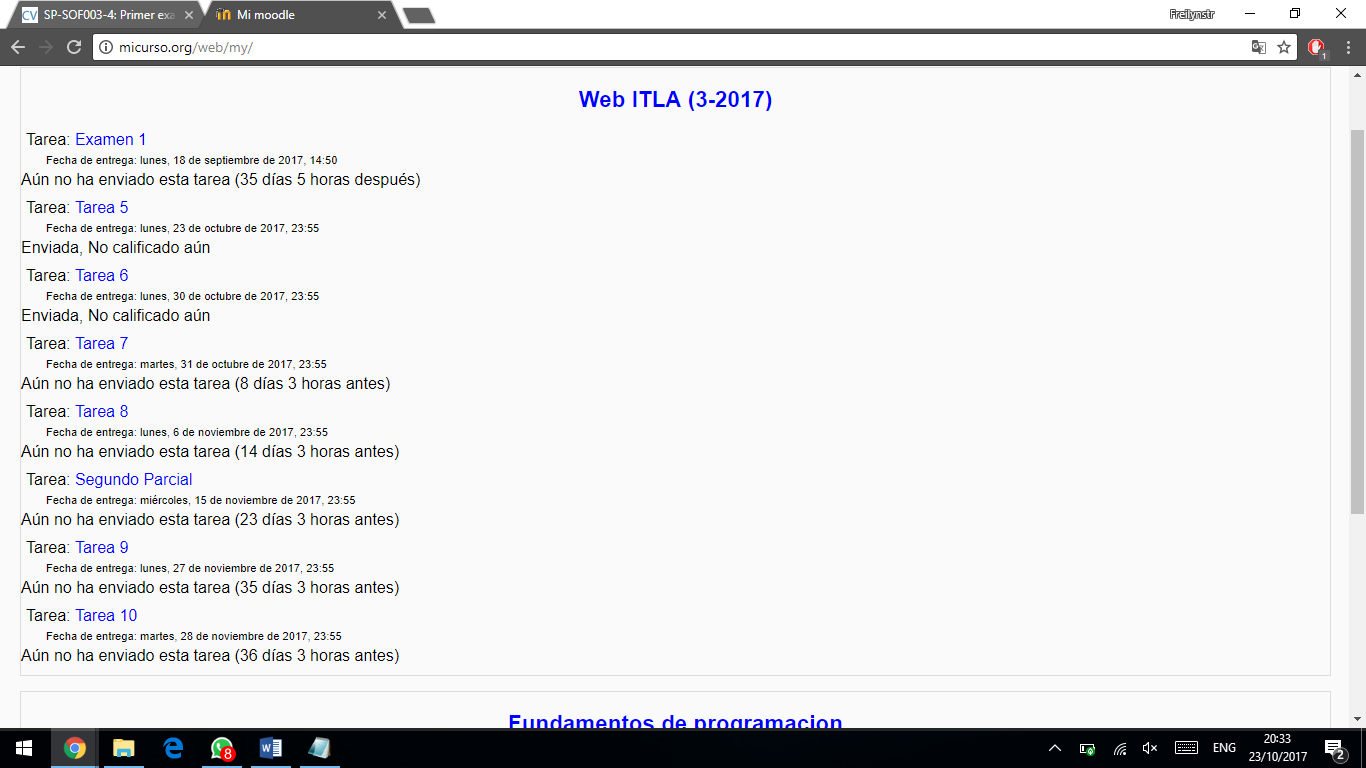 SP-SOF003-4: Primer exa
Mi moodle
Freilynstr
micurso.org/web/my/
1
Web ITLA (3-2017)
Tarea: Examen 1
Fecha de entrega: lunes, 18 de septiembre de 2017, 14:50
Aún no ha enviado esta tarea (35 días 5 horas después)
Tarea: Tarea 5
Fecha de entrega: lunes, 23 de octubre de 2017, 23:55
Enviada, No calificado aún
Tarea: Tarea 6
Fecha de entrega: lunes, 30 de octubre de 2017, 23:55
Enviada, No calificado aún
Tarea: Tarea 7
Fecha de entrega: martes, 31 de octubre de 2017, 23:55
Aún no ha enviado esta tarea (8 días 3 horas antes)
Tarea: Tarea 8
Fecha de entrega: lunes, 6 de noviembre de 2017, 23:55
Aún no ha enviado esta tarea (14 días 3 horas antes)
Tarea: Segundo Parcial
Fecha de entrega: miércoles, 15 de noviembre de 2017, 23:55
Aún no ha enviado esta tarea (23 días 3 horas antes)
Tarea: Tarea 9
Fecha de entrega: lunes, 27 de noviembre de 2017, 23:55
Aún no ha enviado esta tarea (35 días 3 horas antes)
Tarea: Tarea 10
Fecha de entrega: martes, 28 de noviembre de 2017, 23:55
Aún no ha enviado esta tarea (36 días 3 horas antes)
Fundamentos de programacion
8
ENG
20:33
23/10/2017
2